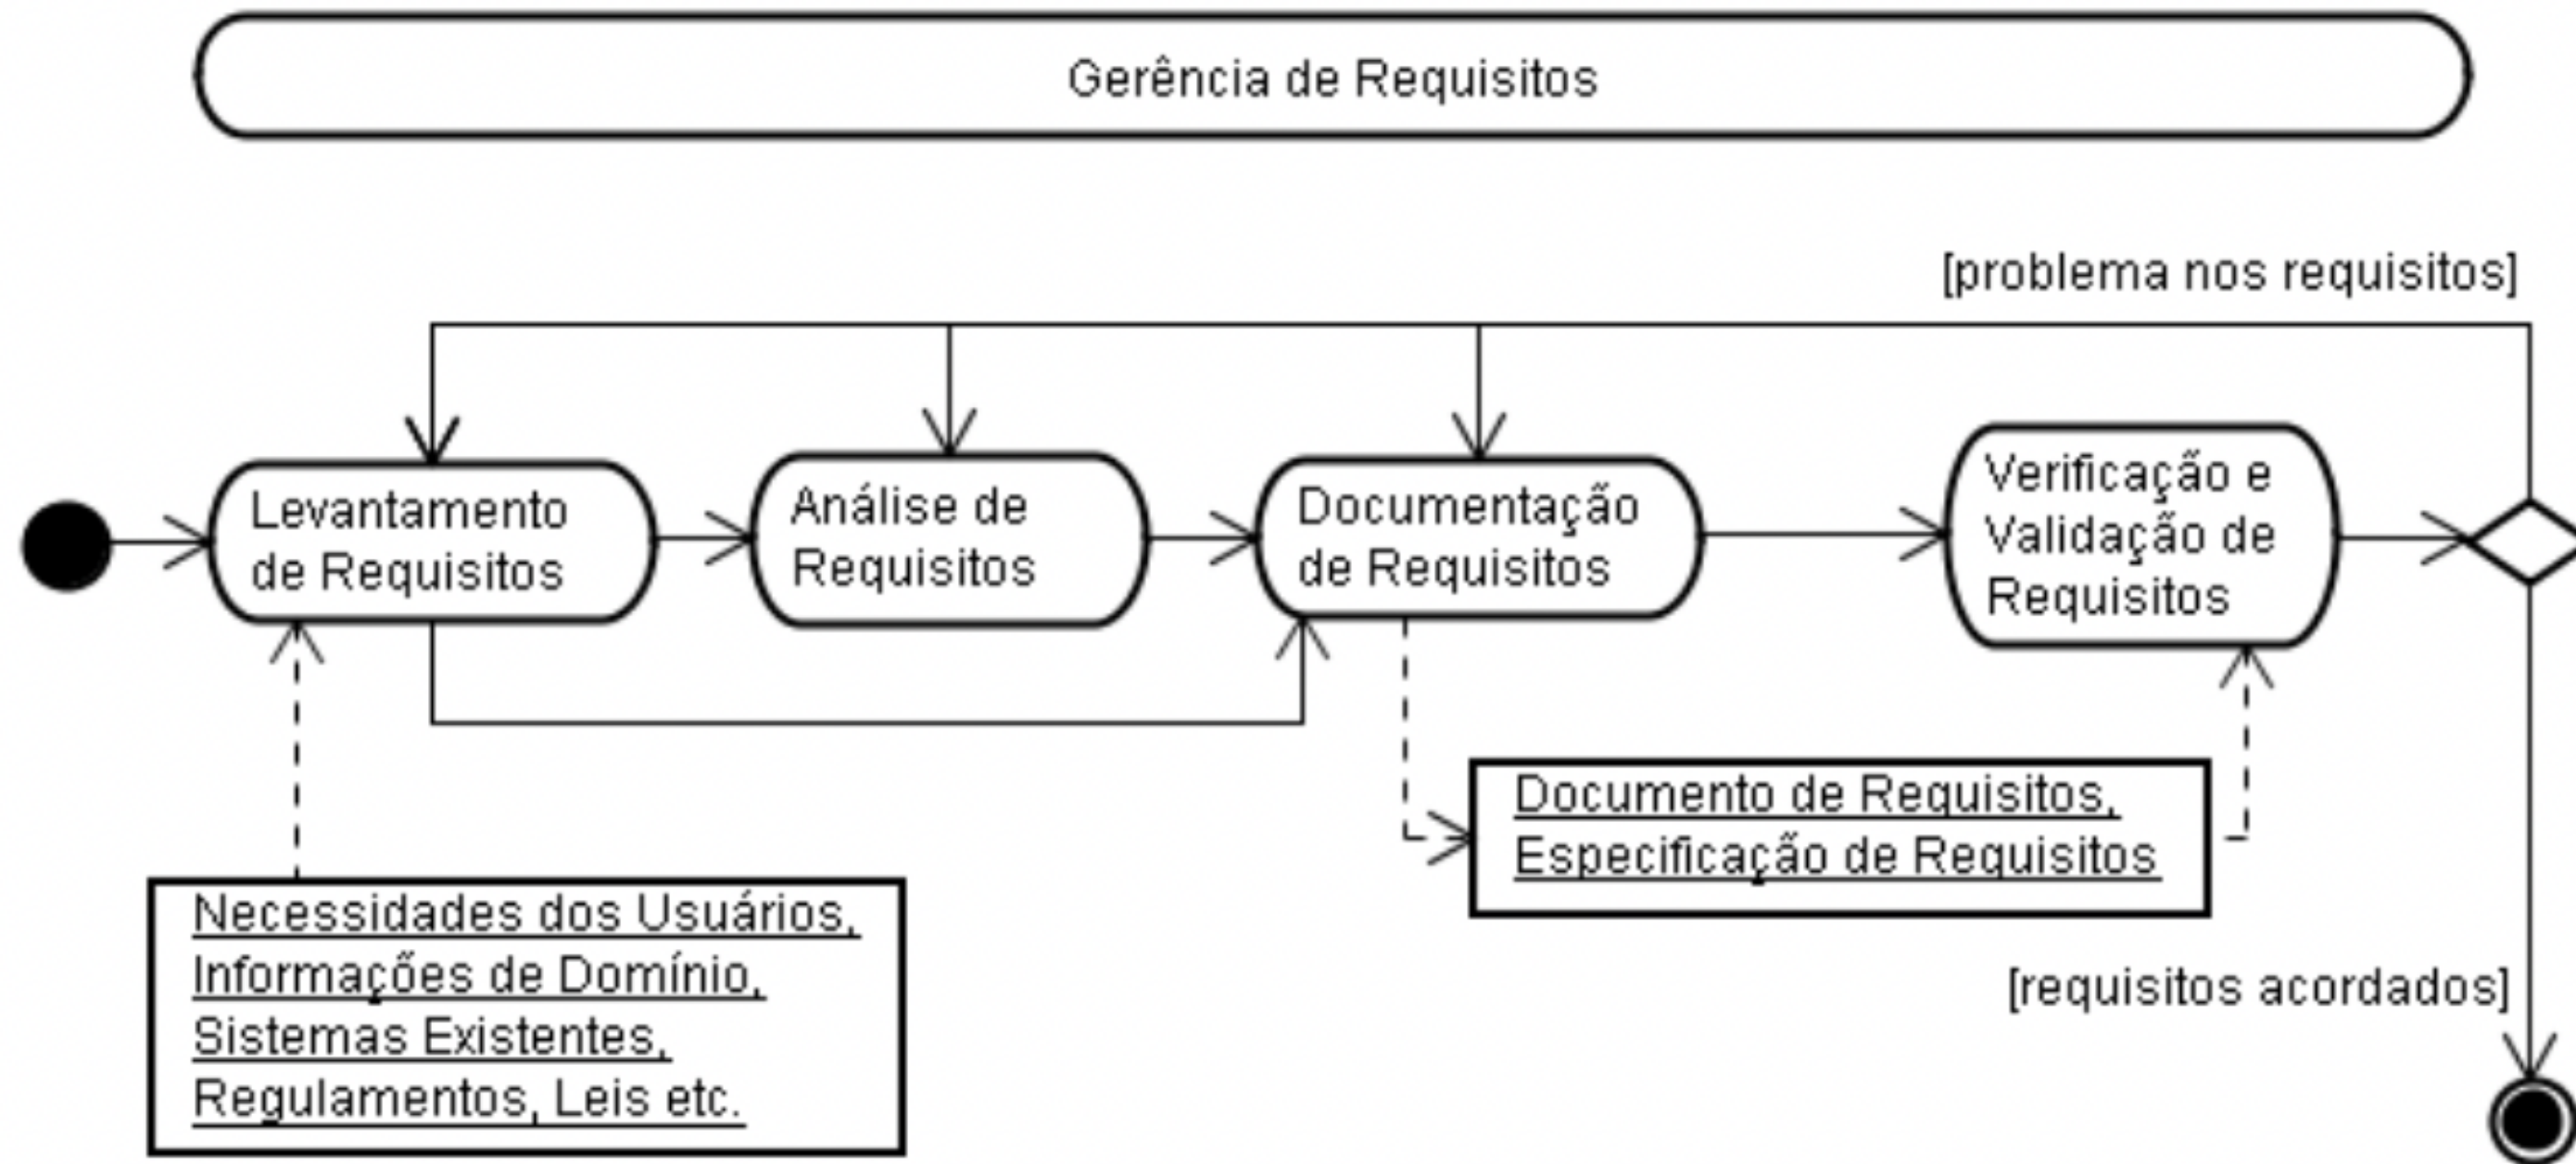 Gerência de Requisitos
[problema nos requisitos]
Levantamento
de Requisitos
Análise de
Requisitos
Documentação
de Requisitos
Verificação e
Validação de
Requisitos
Documento de Requisitos,
Especificação de Requisitos
Necessidades dos Usuários,
Informações de Domínio,
Sistemas Existentes,
Regulamentos, Leis etc.
[requisitos acordados]